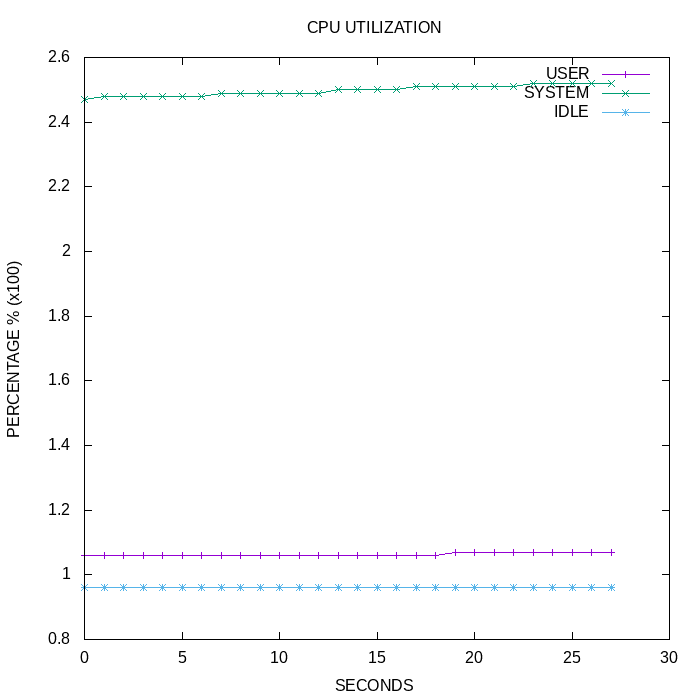 CPU UTILIZATION
2.6
USER
SYSTEM
2.4
IDLE
2.2
2
1.8
1.6
1.4
1.2
1
0.8
PERCENTAGE % (x100)
0 5 10 15 20 25 30
SECONDS